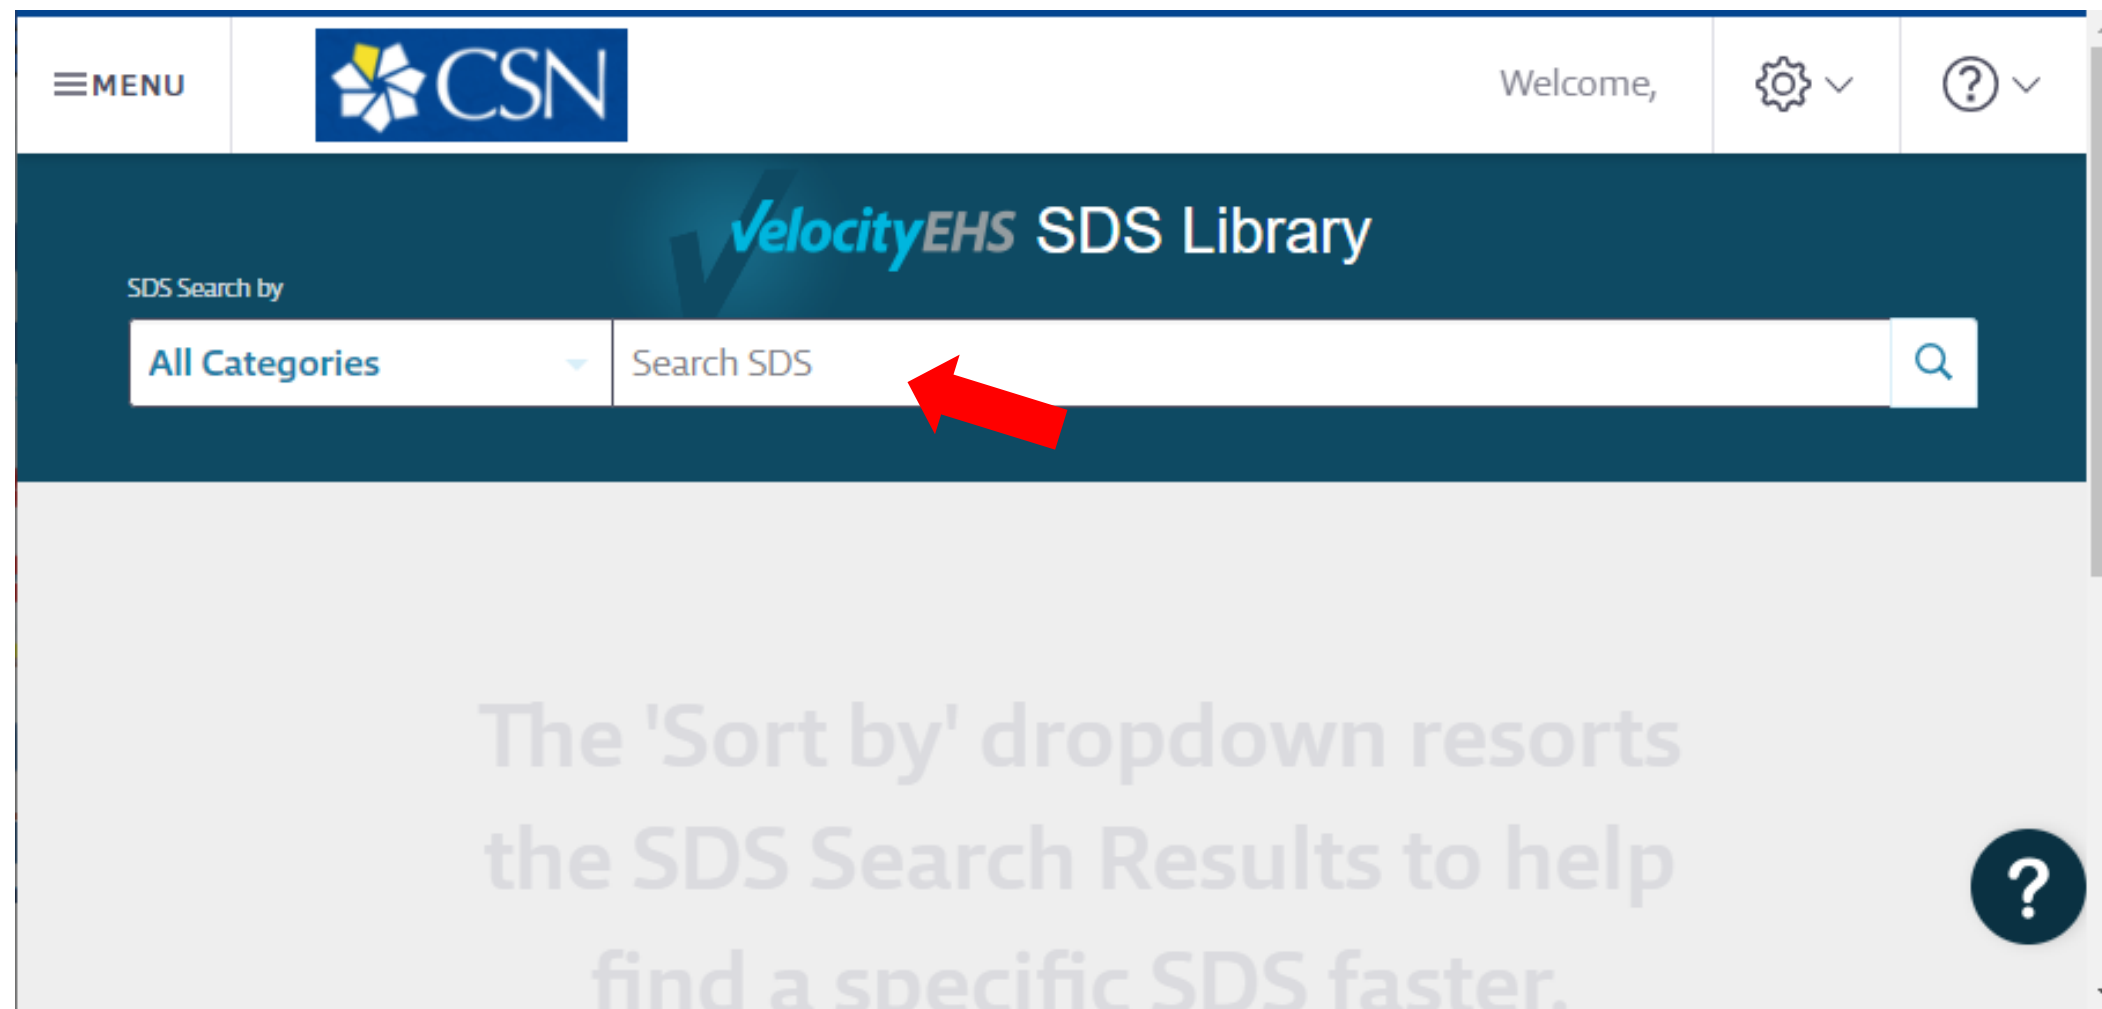 MENU
CSN
Welcome,
VelocityEHS SDS Library
SDS Search by
All Categories
Search SDS
The 'Sort by' dropdown resorts
the SDS Search Results to help
find a specific SDS faster.